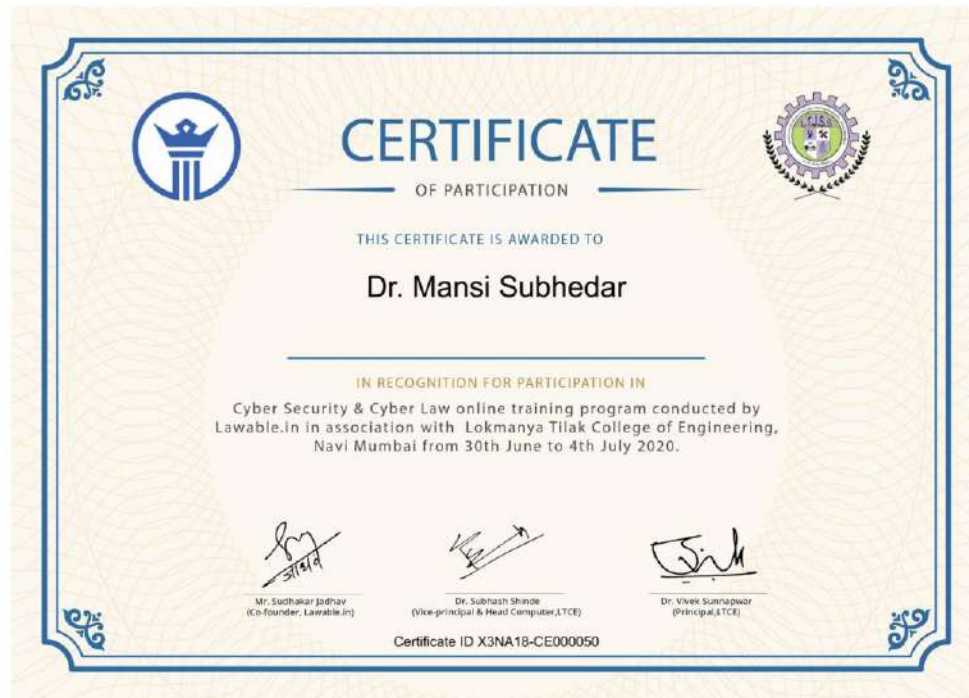 LTJSS
CERTIFICATE
OF PARTICIPATION
THIS CERTIFICATE IS AWARDED TO
Dr. Mansi Subhedar
IN RECOGNITION FOR PARTICIPATION IN
Cyber Security & Cyber Law online training program conducted by
Lawable.in in association with Lokmanya Tilak College of Engineering,
Navi Mumbai from 30th June to 4th July 2020.
Mr. Sudhakar Jadhav
(Co-founder, Lawable.in)
Dr. Subhash Shinde
(Vice-principal & Head Computer,LTCE)
Dr. Vivek Sunnapwar
(Principal,LTCE)
Certificate ID X3NA18-CE000050